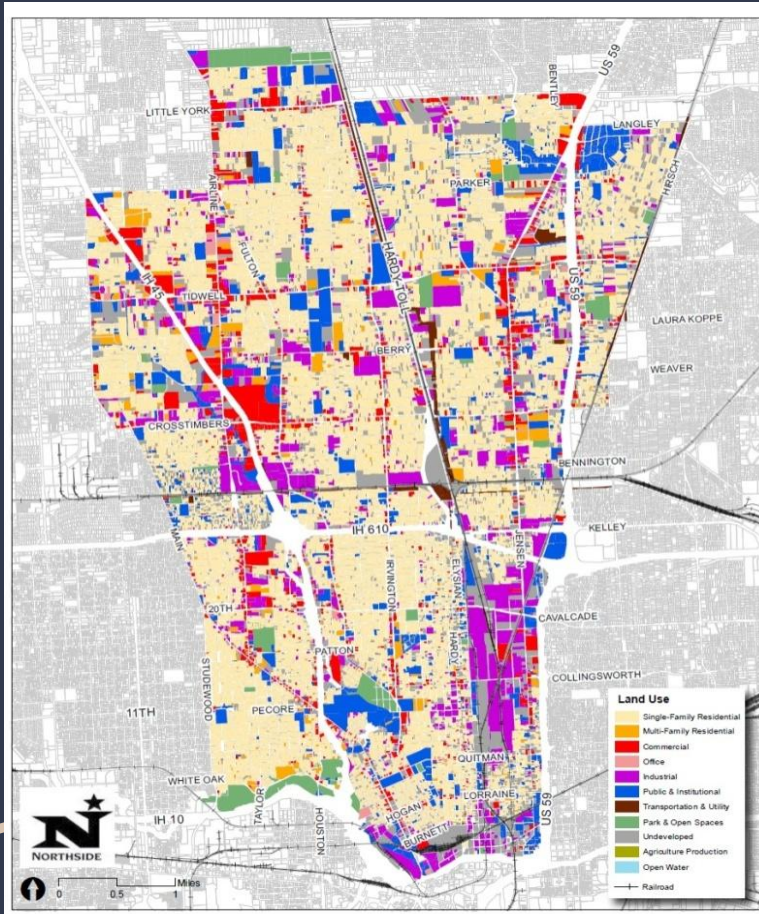 US 59
BENTLEY
LITTLE YORK
LANGLEY
HIRSCH
PARKER
AIRLINE
FULTON
HARDY-TOLL
IH 45
US 59
TIDWELL
LAURA KOPPE
BERRY
WEAVER
CROSSTIMBERS
BENNINGTON
MAIN
IH 610
KELLEY
JENSEN
IRVINGTON
ELYSIAN
HARDY
20TH
CAVALCADE
PATTON
COLLINGSWORTH
STUDEWOOD
11TH
PECORE
QUITMAN
WHITE OAK
LORRAINE
TAYLOR
HOGAN
IH 10
HOUSTON
BURNETT
US 59
Land Use
Single-Family Residential
Multi-Family Residential
Commercial
Office
Industrial
Public & Institutional
Transportation & Utility
Park & Open Spaces
Undeveloped
Agriculture Production
Open Water
Railroad
N
NORTHSIDE
Miles
0 0.5 1